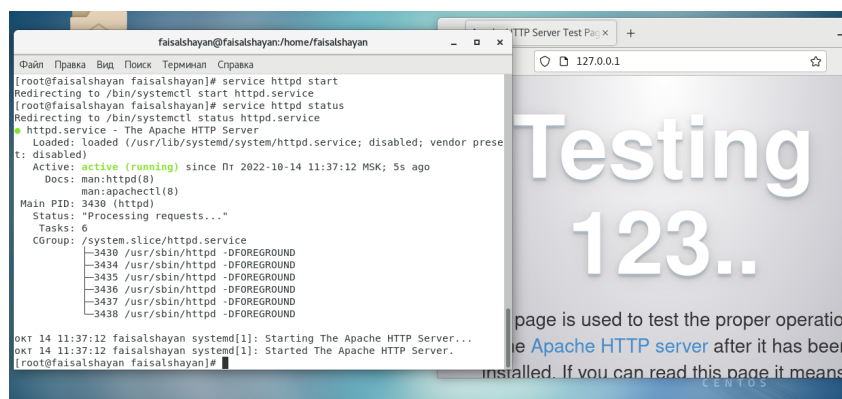 faisalshayan@faisalshayan:/home/faisalshayan
Файл Правка Вид Поиск Терминал Справка
[root@faisalshayan faisalshayan]# service httpd start
Redirecting to /bin/systemctl start httpd.service
[root@faisalshayan faisalshayan]# service httpd status
Redirecting to /bin/systemctl status httpd.service
● httpd.service - The Apache HTTP Server
Loaded: loaded (/usr/lib/systemd/system/httpd.service; disabled; vendor prese
t: disabled)
Active: active (running) since Пт 2022-10-14 11:37:12 MSK; 5s ago
Docs: man:httpd(8)
man:apachectl(8)
Main PID: 3430 (httpd)
Status: "Processing requests..."
Tasks: 6
CGroup: /system.slice/httpd.service
├─3430 /usr/sbin/httpd -DFOREGROUND
├─3434 /usr/sbin/httpd -DFOREGROUND
├─3435 /usr/sbin/httpd -DFOREGROUND
├─3436 /usr/sbin/httpd -DFOREGROUND
├─3437 /usr/sbin/httpd -DFOREGROUND
└─3438 /usr/sbin/httpd -DFOREGROUND
окт 14 11:37:12 faisalshayan systemd[1]: Starting The Apache HTTP Server...
окт 14 11:37:12 faisalshayan systemd[1]: Started The Apache HTTP Server.
[root@faisalshayan faisalshayan]#
HTTP Server Test Pag
127.0.0.1
Testing
123..
page is used to test the proper operatio
Apache HTTP server after it has bee
installed. If you can read this page it means
CENTOS